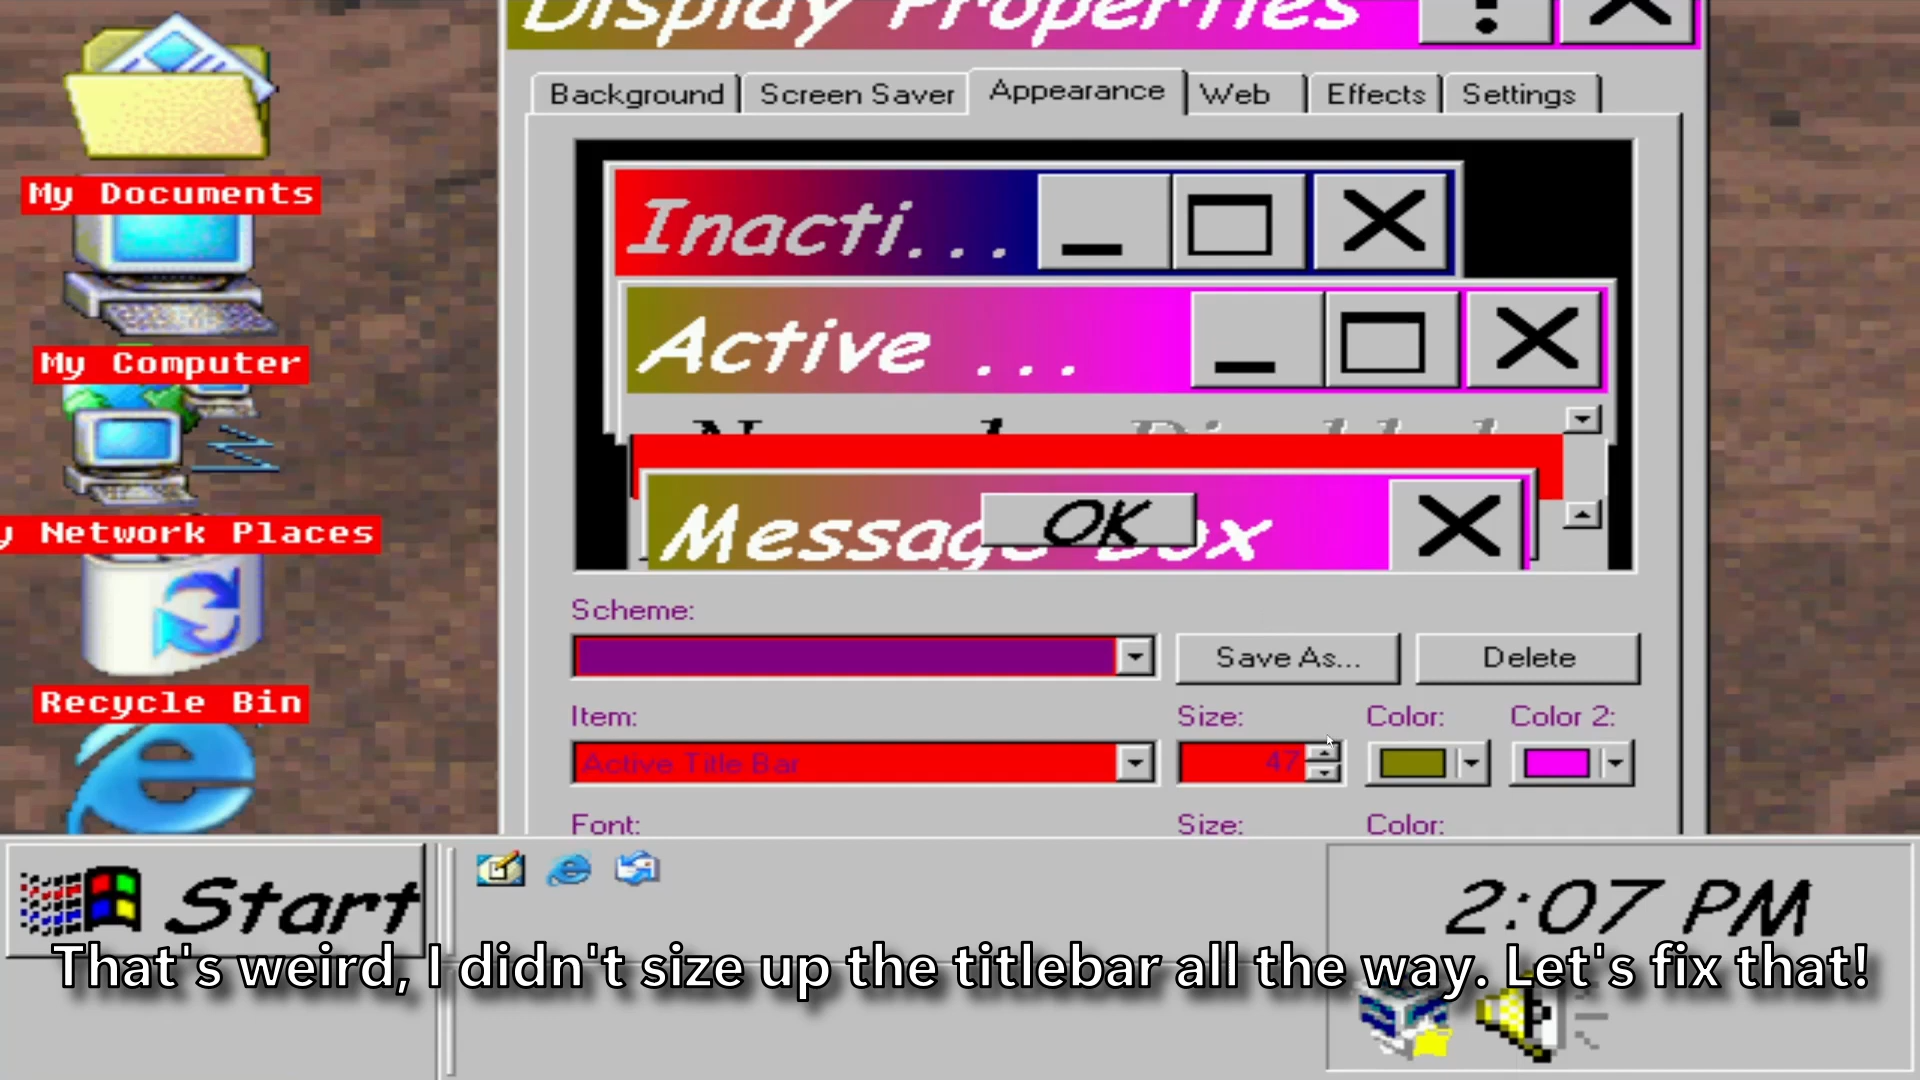 Display Properties
Background Screen Saver Appearance Web Effects Settings
My Documents
Inacti...
Active ...
My Computer
OK
Message Box
y Network Places
Scheme:
Save As... Delete
Recycle Bin
Item: Size: Color: Color 2:
Active Title Bar 47
Font: Size: Color:
Start
2:07 PM
That's weird, I didn't size up the titlebar all the way. Let's fix that!